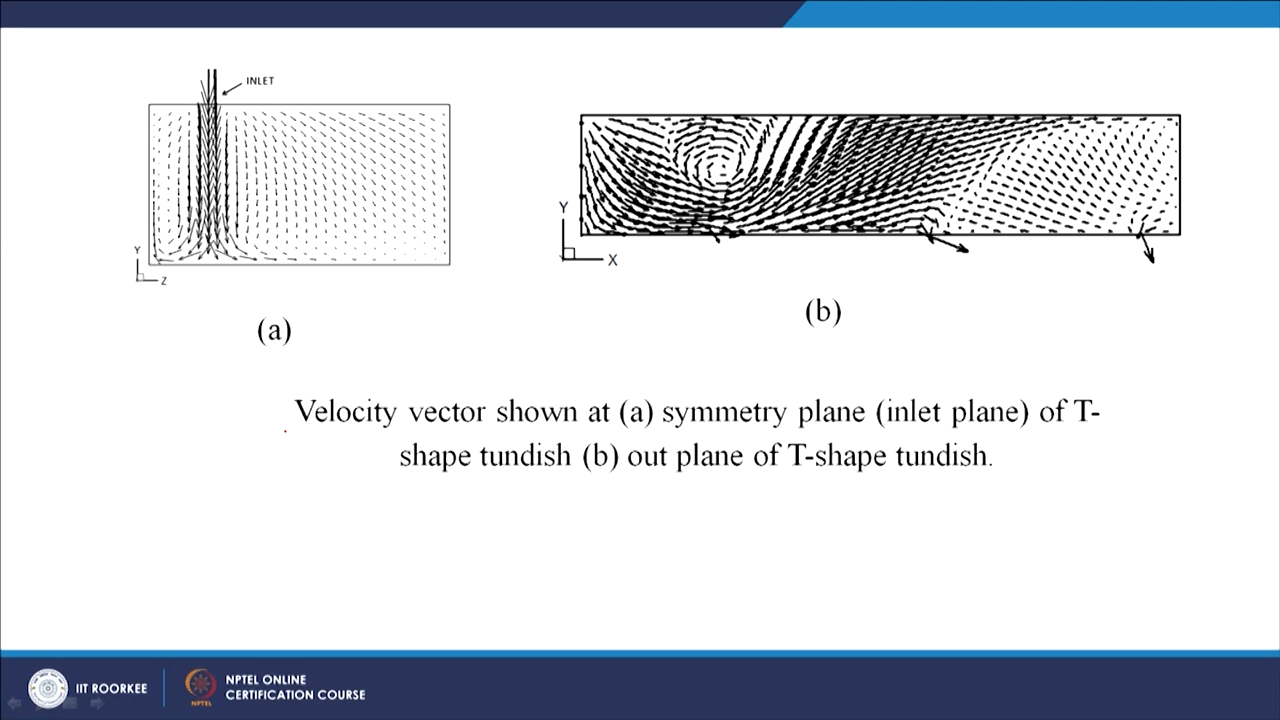 INLET
Y
Z
(a)
Y
X
(b)
Velocity vector shown at (a) symmetry plane (inlet plane) of T-
shape tundish (b) out plane of T-shape tundish.
IIT ROORKEE
NPTEL
NPTEL ONLINE
CERTIFICATION COURSE